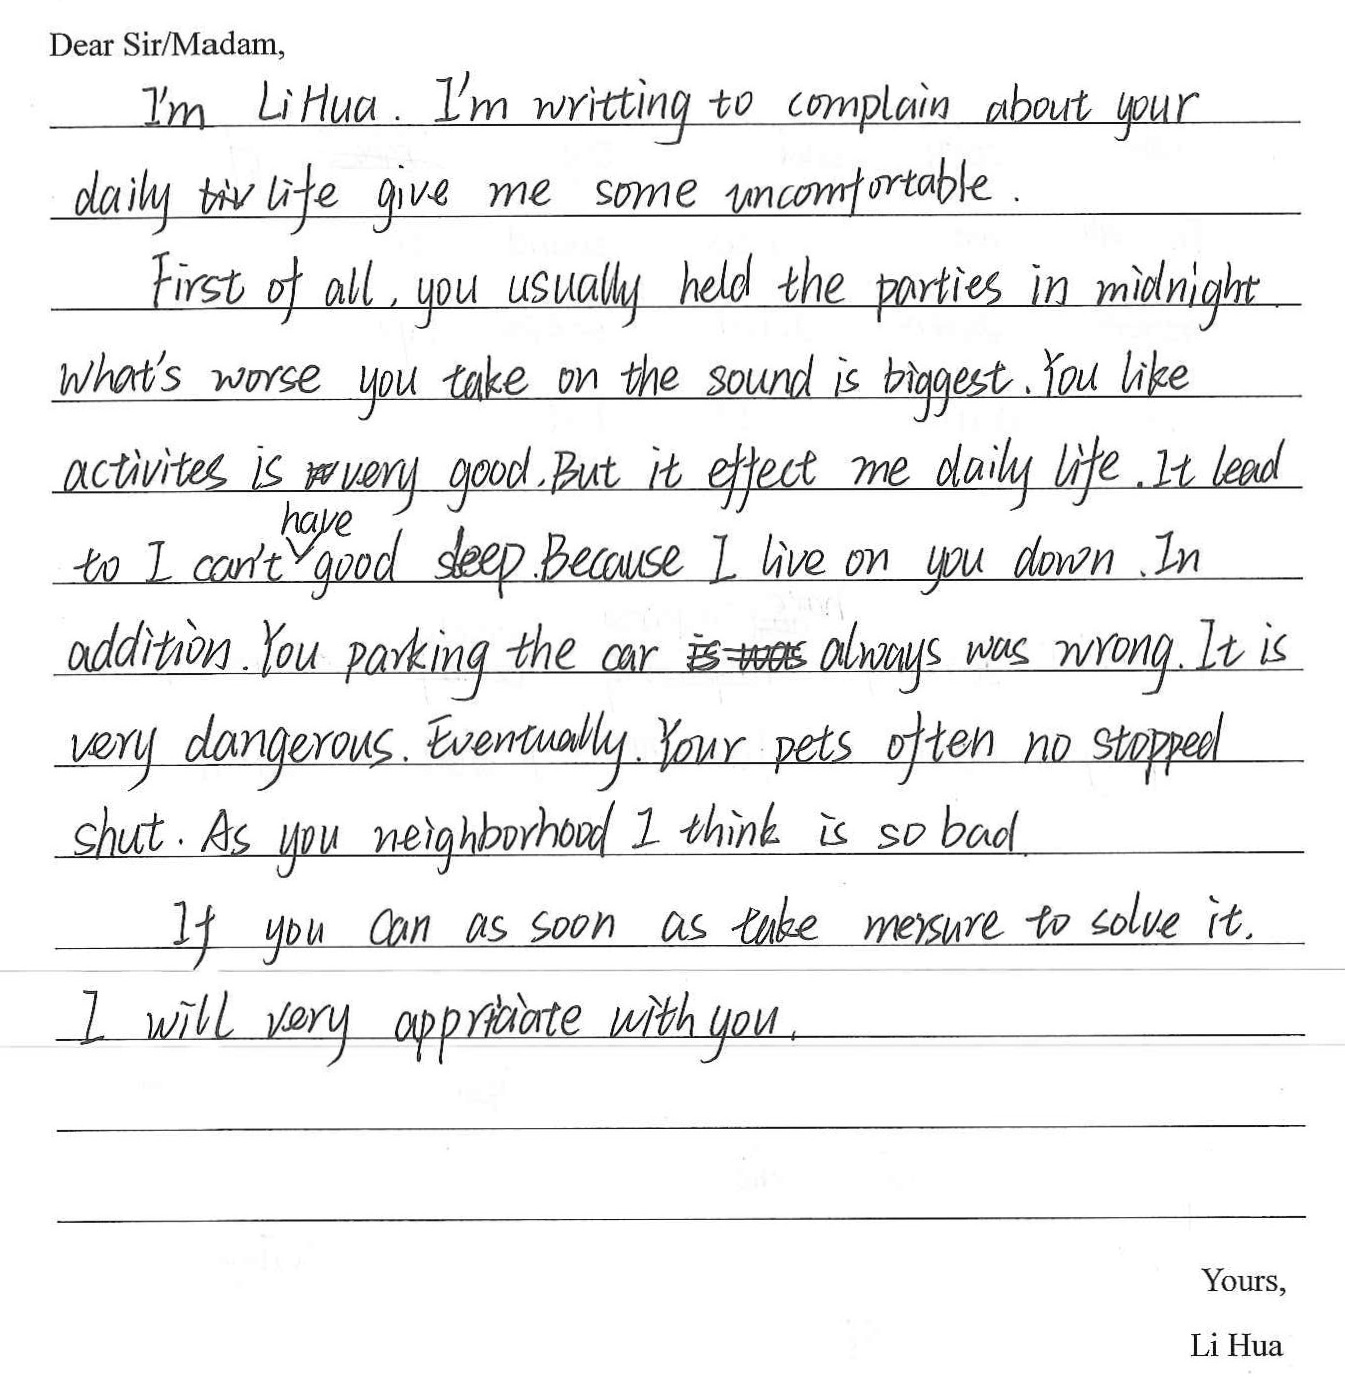 Dear Sir/Madam,
I'm Li Hua. I'm writting to complain about your
daily life give me some uncomfortable.
First of all, you usually held the parties in midnight.
What's worse you take on the sound is biggest. You like
activites is very good. But it effect me daily life. It lead
to I can't have good sleep. Because I live on you down. In
addition. You parking the car always was wrong. It is
very dangerous. Eventually. Your pets often no stopped
shut. As you neighborhood I think is so bad
If you can as soon as take mersure to solve it.
I will very appriciate with you.
Yours,
Li Hua